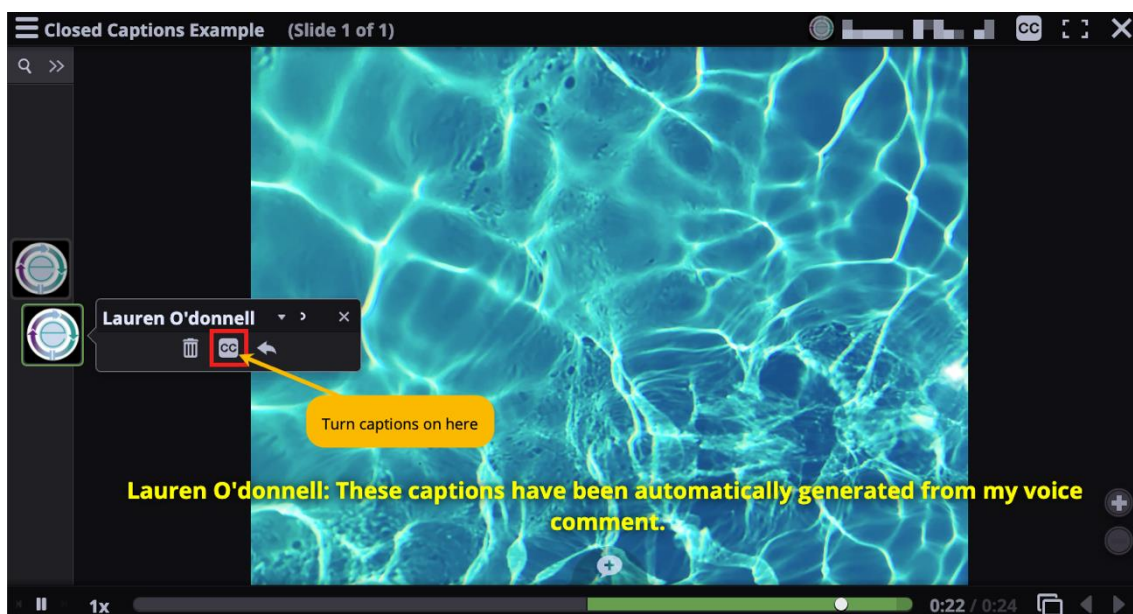 Closed Captions Example (Slide 1 of 1)
CC
Lauren O'donnell
CC
Turn captions on here
Lauren O'donnell: These captions have been automatically generated from my voice
comment.
1x 0:22 / 0:24